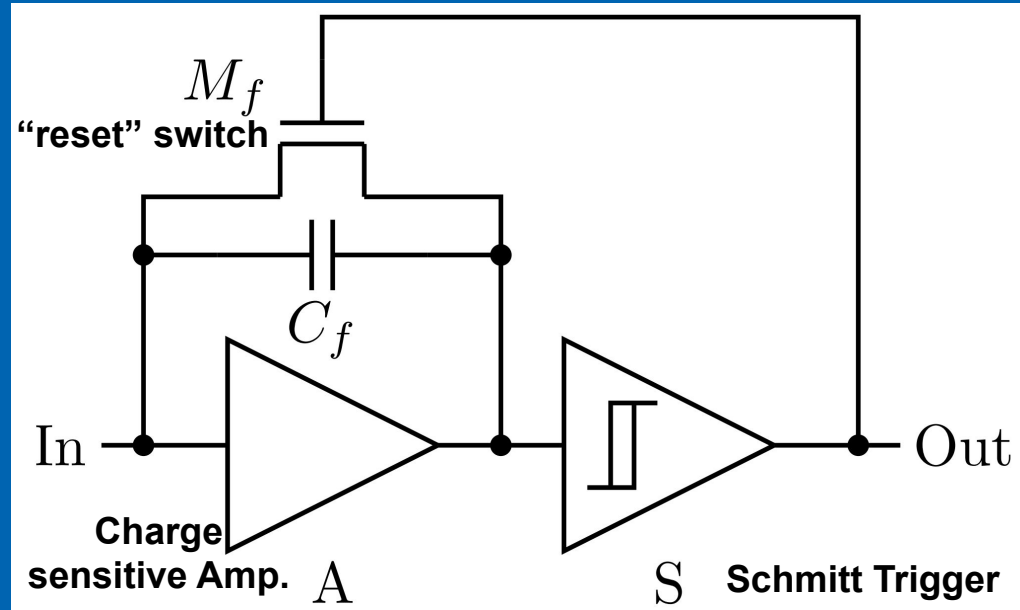 M_f
“reset” switch
C_f
In
Out
Charge
sensitive Amp.
A
S
Schmitt Trigger